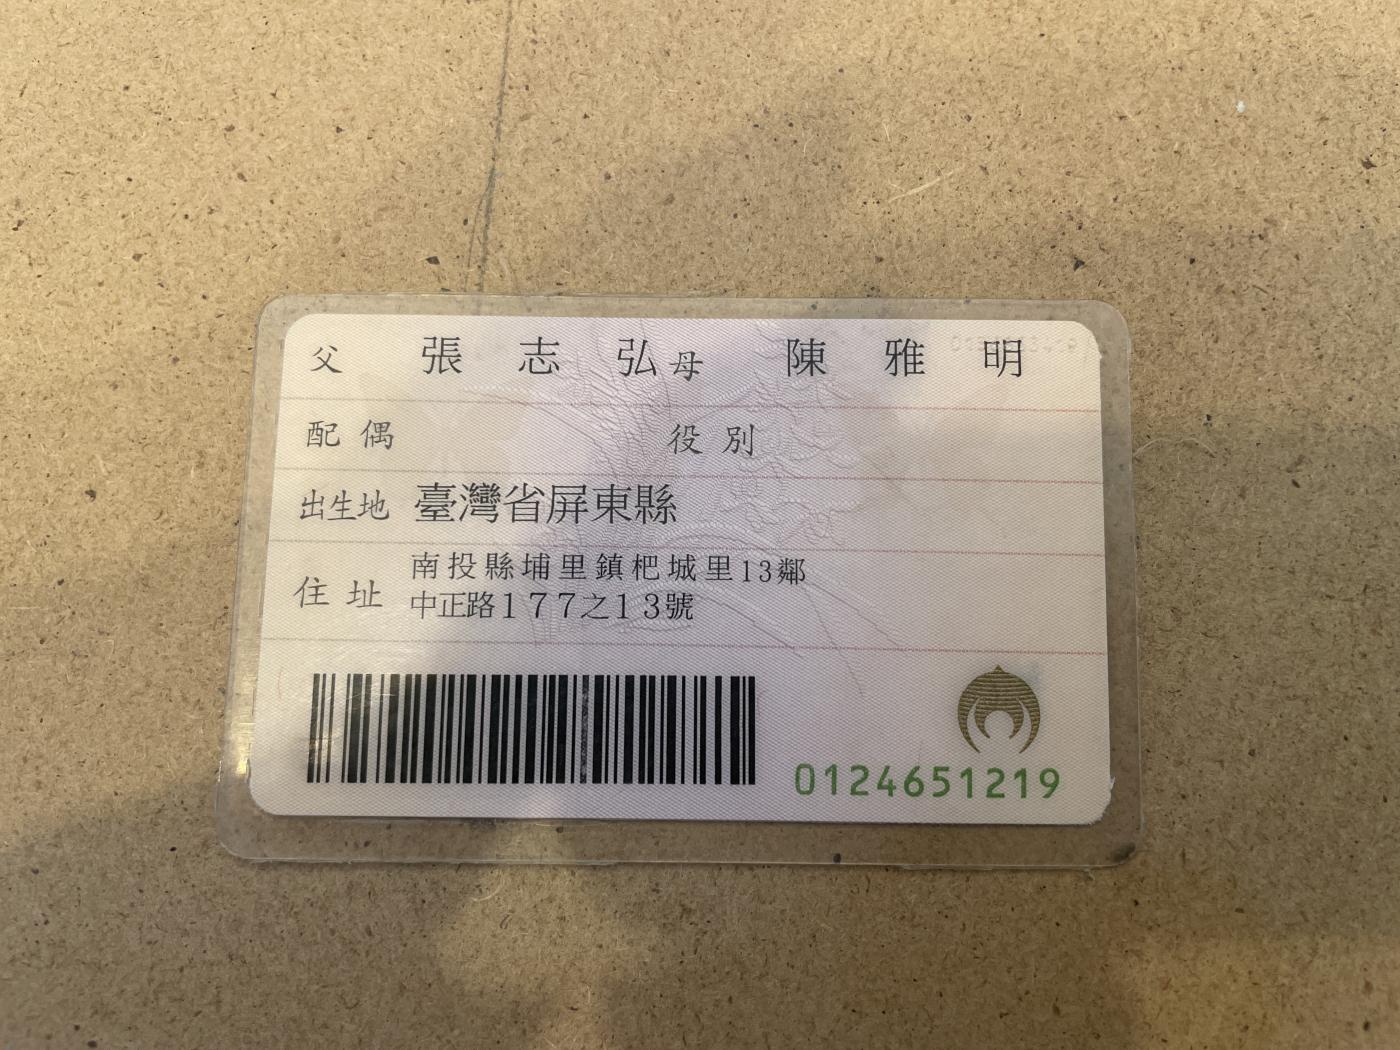 父 張志弘 母 陳雅明
配偶 役別
出生地 臺灣省屏東縣
住址 南投縣埔里鎮杷城里13鄰
中正路177之13號
0124651219